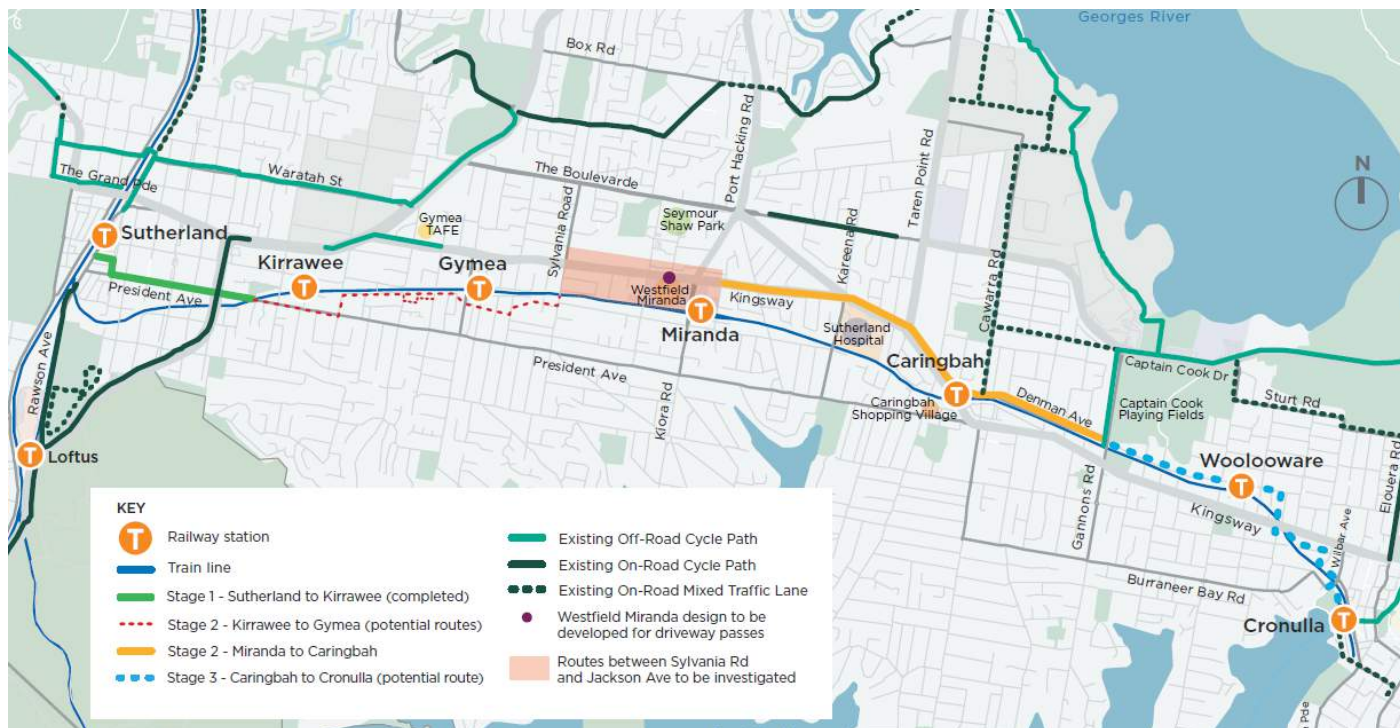 Georges River
Box Rd
Port Hacking Rd
Taren Point Rd
N
The Grand Pde
Waratah St
The Boulevarde
Sutherland
Gymea
TAFE
Sylvania Road
Seymour
Shaw Park
Kareena Rd
Cawarra Rd
Kirrawee
Gymea
President Ave
Westfield
Miranda
Kingsway
Miranda
Sutherland
Hospital
Rawson Ave
President Ave
Kiora Rd
Caringbah
Caringbah
Shopping Village
Denman Ave
Captain Cook Dr
Captain Cook
Playing Fields
Sturt Rd
Loftus
Woolooware
Elouera Rd
Gannons Rd
Kingsway
Wilbar Ave
Burraneer Bay Rd
Cronulla
Pde
KEY
T Railway station
Train line
Stage 1 - Sutherland to Kirrawee (completed)
Stage 2 - Kirrawee to Gymea (potential routes)
Stage 2 - Miranda to Caringbah
Stage 3 - Caringbah to Cronulla (potential route)
Existing Off-Road Cycle Path
Existing On-Road Cycle Path
Existing On-Road Mixed Traffic Lane
Westfield Miranda design to be
developed for driveway passes
Routes between Sylvania Rd
and Jackson Ave to be investigated